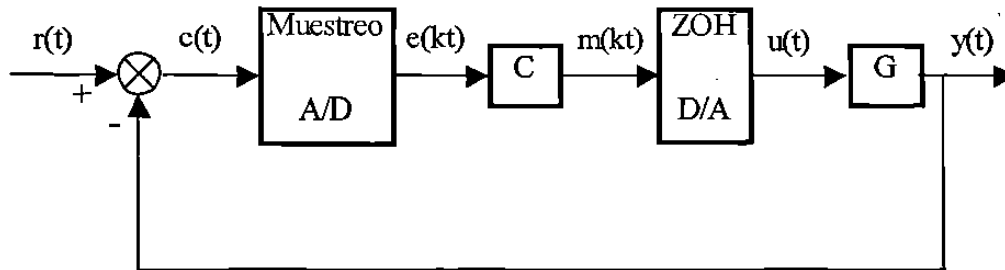 r(t)
+
-
c(t)
Muestreo
A/D
e(kt)
C
m(kt)
ZOH
D/A
u(t)
G
y(t)